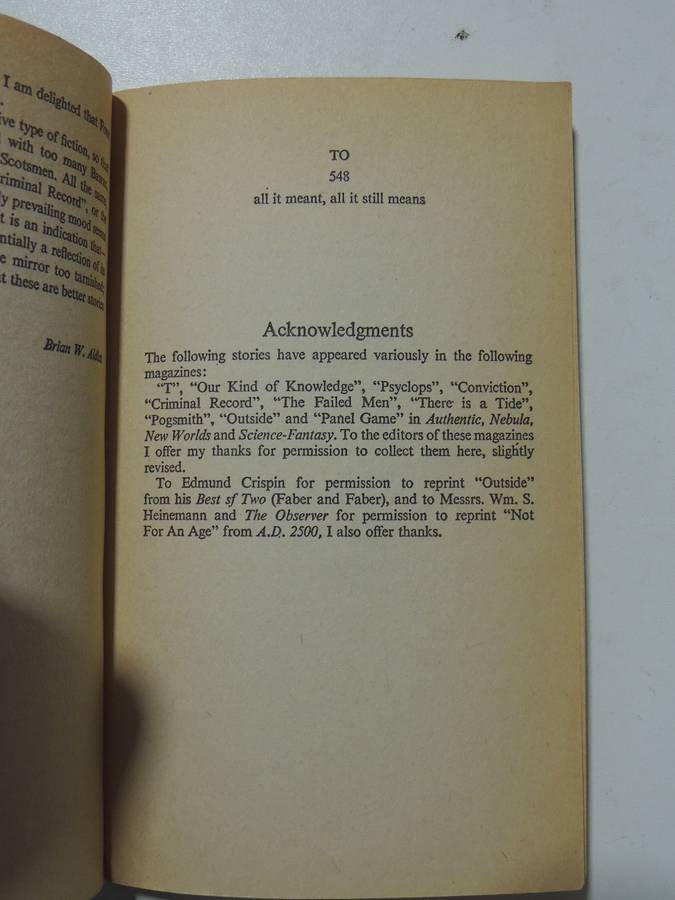 I am delighted that
ive type of fiction, so that
with too many
Scotsmen. All the same
riminal Record", or the
ly prevailing mood
t is an indication that—
ntially a reflection of
e mirror too tarnished;
t these are better stories
Brian W.
TO
548
all it meant, all it still means
Acknowledgments
The following stories have appeared variously in the following
magazines:
"T", "Our Kind of Knowledge", "Psyclops", "Conviction",
"Criminal Record", "The Failed Men", "There is a Tide",
"Pogsmith", "Outside" and "Panel Game" in Authentic, Nebula,
New Worlds and Science-Fantasy. To the editors of these magazines
I offer my thanks for permission to collect them here, slightly
revised.
To Edmund Crispin for permission to reprint "Outside"
from his Best sf Two (Faber and Faber), and to Messrs. Wm. S.
Heinemann and The Observer for permission to reprint "Not
For An Age" from A.D. 2500, I also offer thanks.